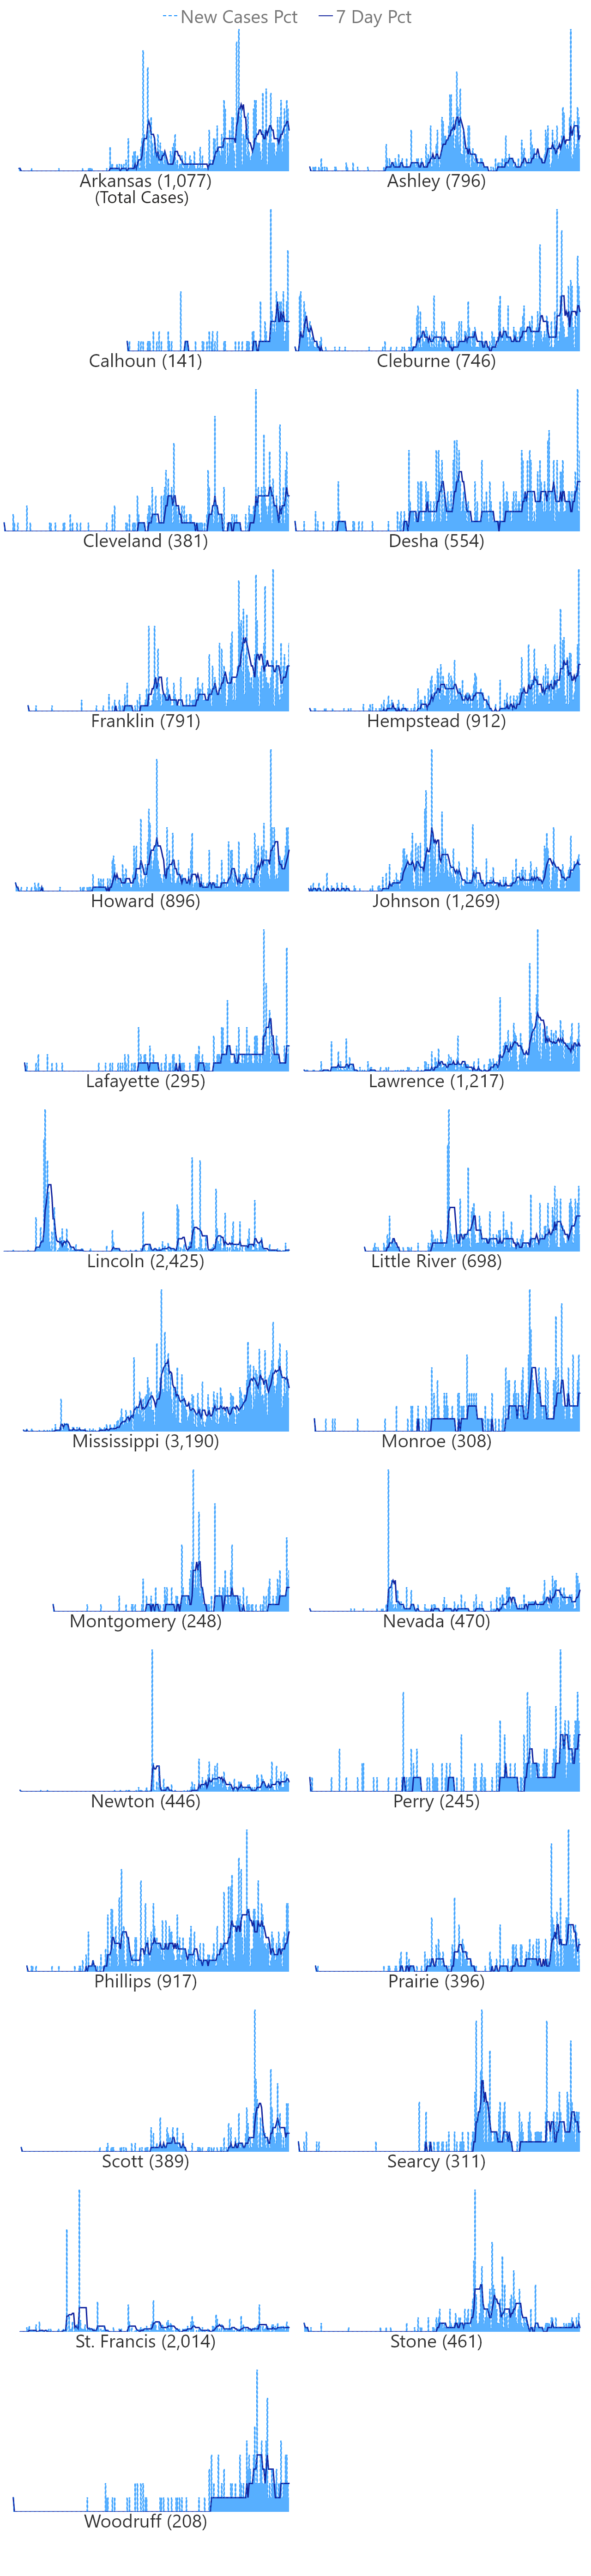 New Cases Pct 7 Day Pct
Arkansas (1,077) Ashley (796)
(Total Cases)
Calhoun (141) Cleburne (746)
Cleveland (381) Desha (554)
Franklin (791) Hempstead (912)
Howard (896) Johnson (1,269)
Lafayette (295) Lawrence (1,217)
Lincoln (2,425) Little River (698)
Mississippi (3,190) Monroe (308)
Montgomery (248) Nevada (470)
Newton (446) Perry (245)
Phillips (917) Prairie (396)
Scott (389) Searcy (311)
St. Francis (2,014) Stone (461)
Woodruff (208)